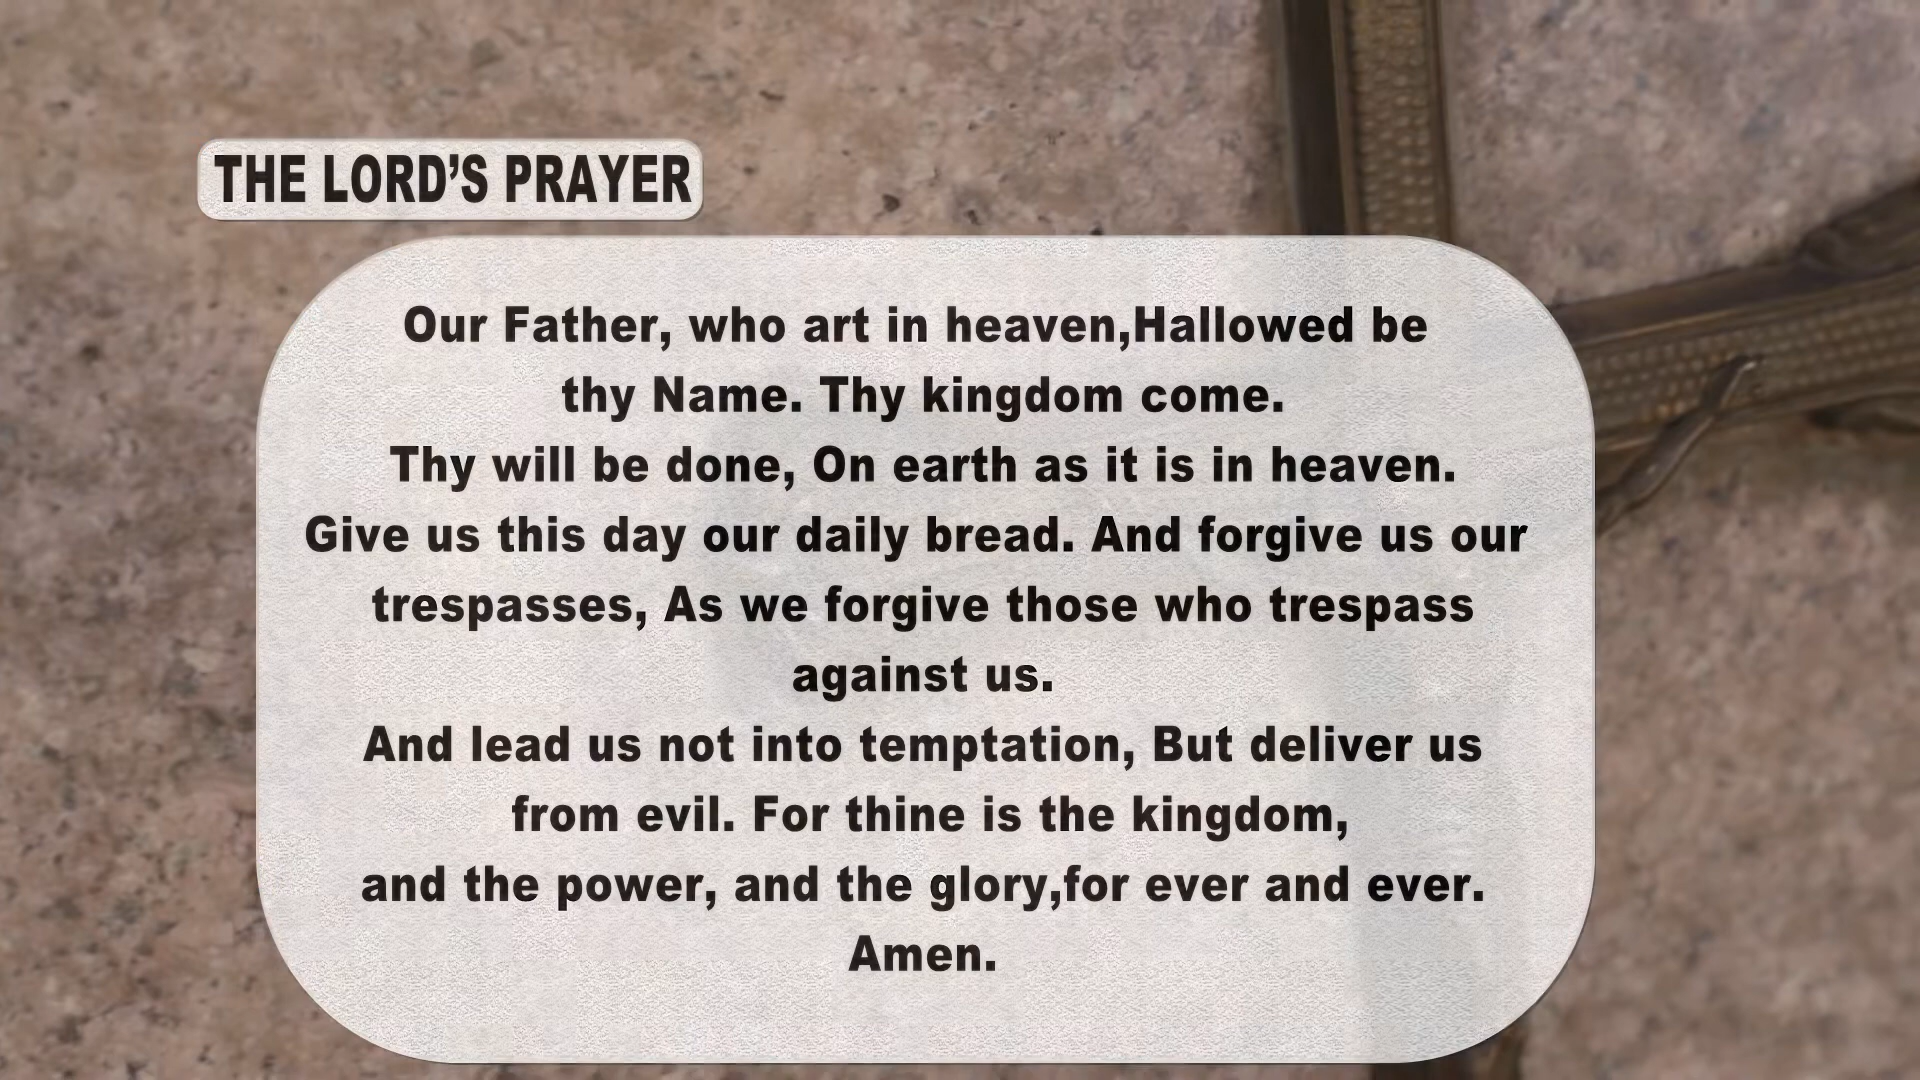 THE LORD’S PRAYER
Our Father, who art in heaven,Hallowed be
thy Name. Thy kingdom come.
Thy will be done, On earth as it is in heaven.
Give us this day our daily bread. And forgive us our
trespasses, As we forgive those who trespass
against us.
And lead us not into temptation, But deliver us
from evil. For thine is the kingdom,
and the power, and the glory,for ever and ever.
Amen.